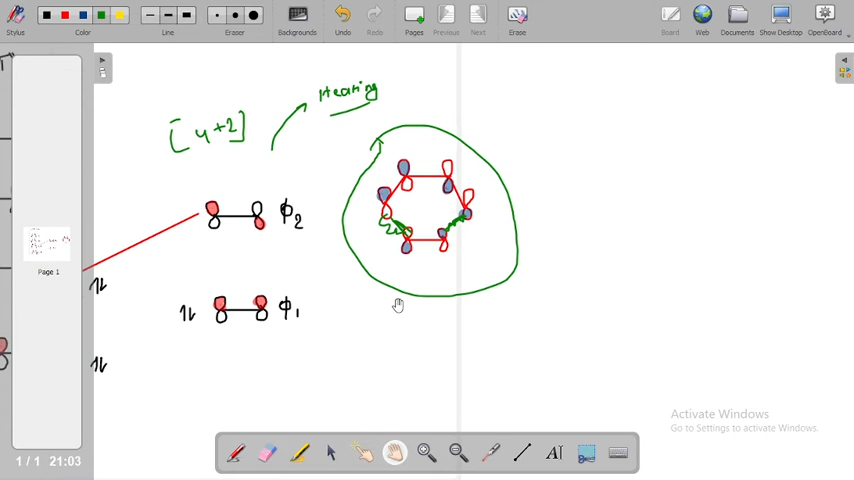 Stylus
Line
Eraser
Backgrounds
Undo
Redo
Pages
Previous
Next
Erase
Board
Web
Documents
Show Desktop
OpenBoard
Heating
[4+2]
ϕ2
ϕ1
Page 1
1 / 1 21:03
Activate Windows
Go to Settings to activate Windows.